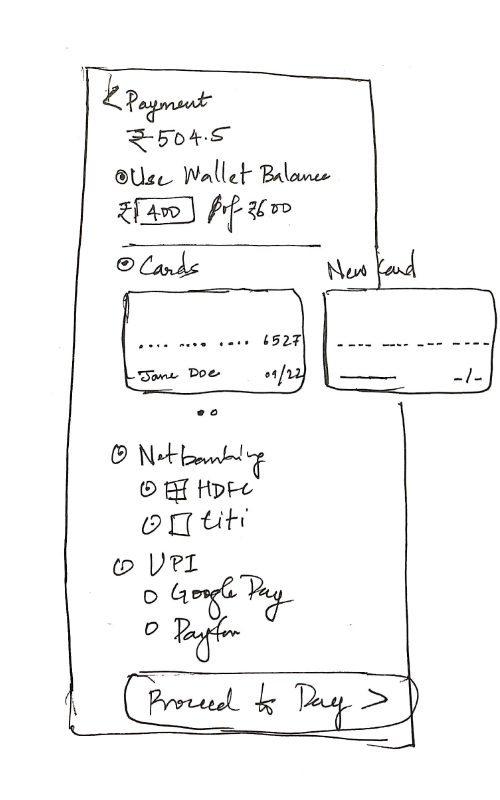 < Payment
₹504.5
Use Wallet Balance
₹ 400 of ₹600
Cards
New Card
.... .... .... 6527
Jane Doe 09/22
---- ---- ---- ----
-/-
Netbanking
HDFC
Citi
UPI
Google Pay
Paytm
Proceed to Pay >